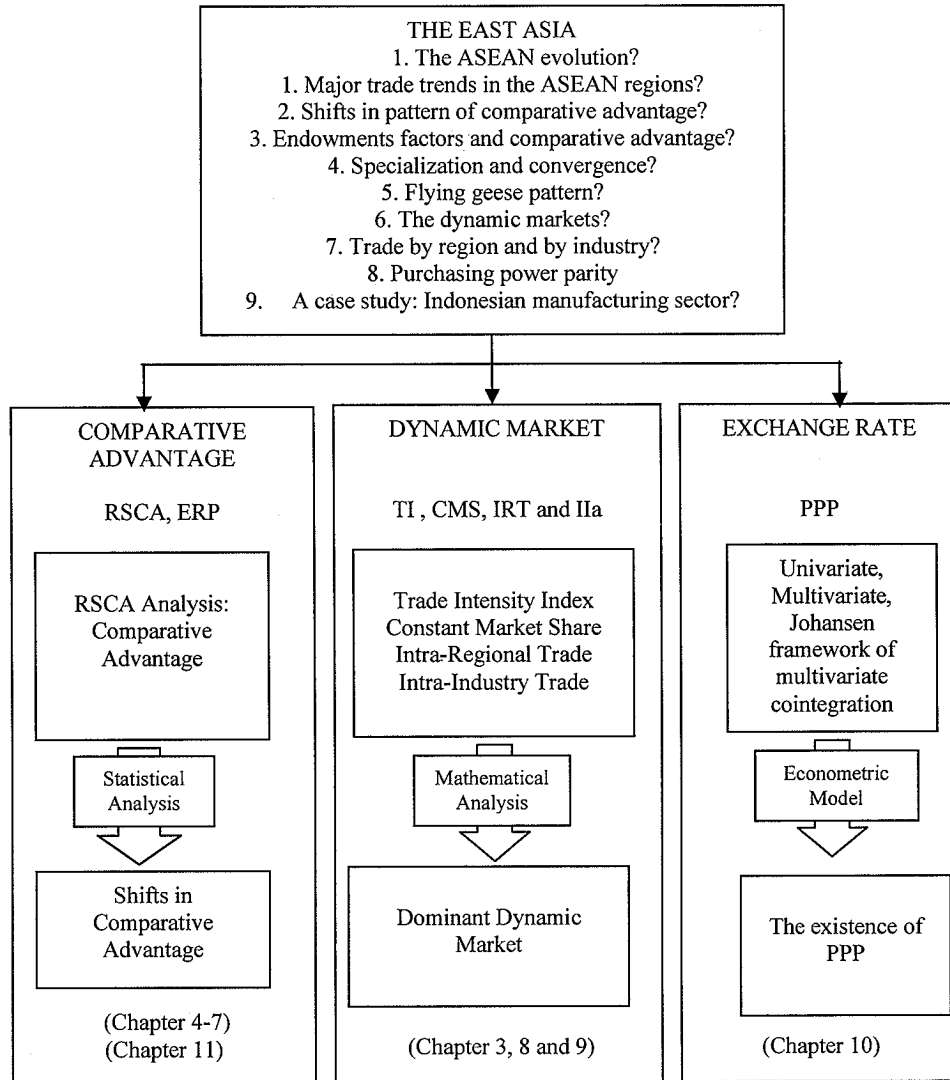 THE EAST ASIA
1. The ASEAN evolution?
1. Major trade trends in the ASEAN regions?
2. Shifts in pattern of comparative advantage?
3. Endowments factors and comparative advantage?
4. Specialization and convergence?
5. Flying geese pattern?
6. The dynamic markets?
7. Trade by region and by industry?
8. Purchasing power parity
9. A case study: Indonesian manufacturing sector?
COMPARATIVE
ADVANTAGE
RSCA, ERP
RSCA Analysis:
Comparative
Advantage
Statistical
Analysis
Shifts in
Comparative
Advantage
(Chapter 4-7)
(Chapter 11)
DYNAMIC MARKET
TI , CMS, IRT and IIa
Trade Intensity Index
Constant Market Share
Intra-Regional Trade
Intra-Industry Trade
Mathematical
Analysis
Dominant Dynamic
Market
(Chapter 3, 8 and 9)
EXCHANGE RATE
PPP
Univariate,
Multivariate,
Johansen
framework of
multivariate
cointegration
Econometric
Model
The existence of
PPP
(Chapter 10)